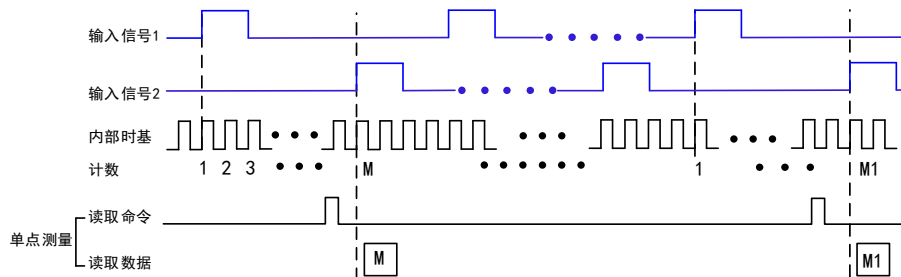 输入信号1
输入信号2
内部时基
计数
1 2 3 M 1 M1
单点测量
读取命令
读取数据
M M1